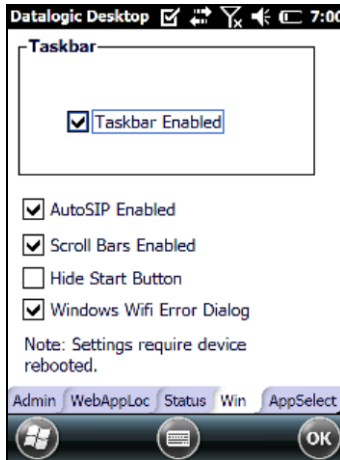 Datalogic Desktop 7:00
Taskbar
Taskbar Enabled
AutoSIP Enabled
Scroll Bars Enabled
Hide Start Button
Windows Wifi Error Dialog
Note: Settings require device
rebooted.
Admin WebAppLoc Status Win AppSelect
OK